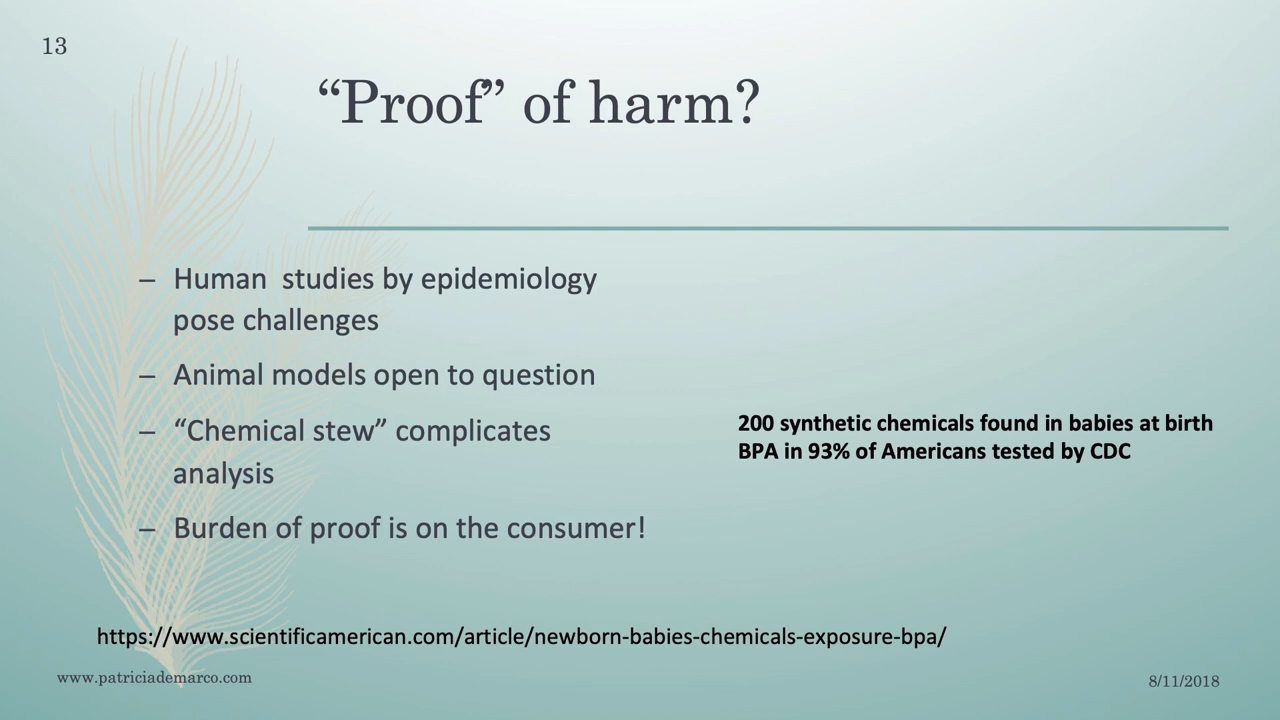 13
“Proof” of harm?
– Human  studies by epidemiology
pose challenges
– Animal models open to question
– “Chemical stew” complicates
analysis
– Burden of proof is on the consumer!
200 synthetic chemicals found in babies at birth
BPA in 93% of Americans tested by CDC
https://www.scientificamerican.com/article/newborn-babies-chemicals-exposure-bpa/
www.patriciademarco.com
8/11/2018